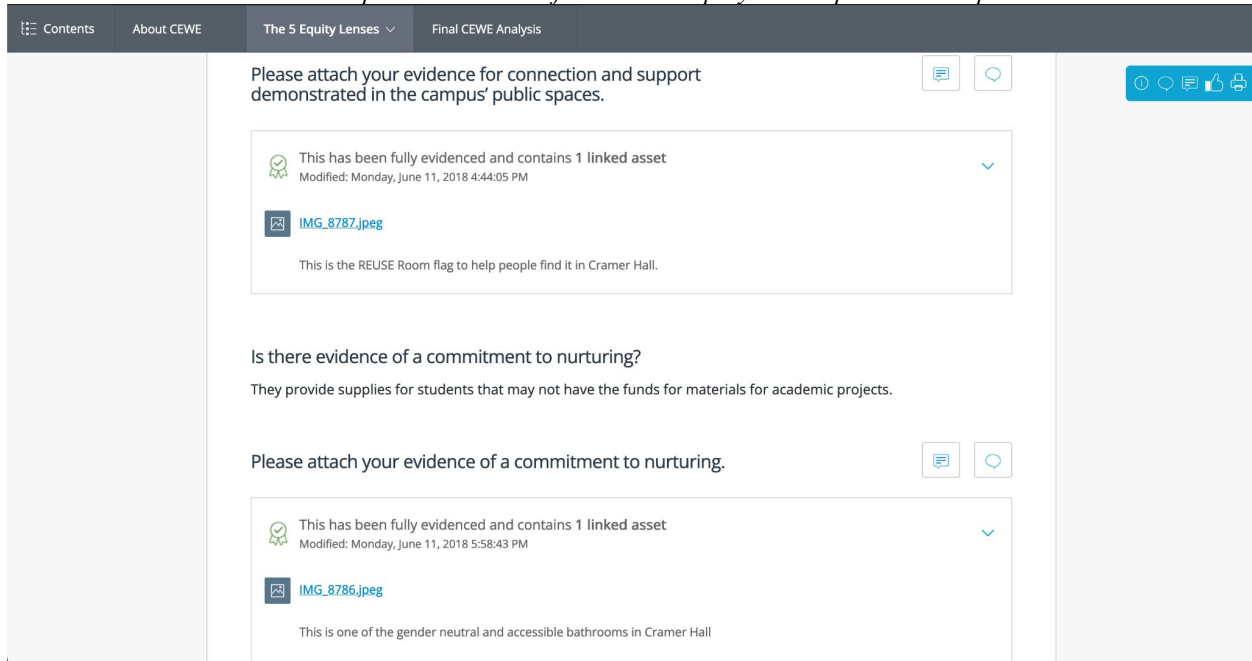 Contents About CEWE The 5 Equity Lenses Final CEWE Analysis
Please attach your evidence for connection and support
demonstrated in the campus' public spaces.
This has been fully evidenced and contains 1 linked asset
Modified: Monday, June 11, 2018 4:44:05 PM
IMG_8787.jpeg
This is the REUSE Room flag to help people find it in Cramer Hall.
Is there evidence of a commitment to nurturing?
They provide supplies for students that may not have the funds for materials for academic projects.
Please attach your evidence of a commitment to nurturing.
This has been fully evidenced and contains 1 linked asset
Modified: Monday, June 11, 2018 5:58:43 PM
IMG_8786.jpeg
This is one of the gender neutral and accessible bathrooms in Cramer Hall